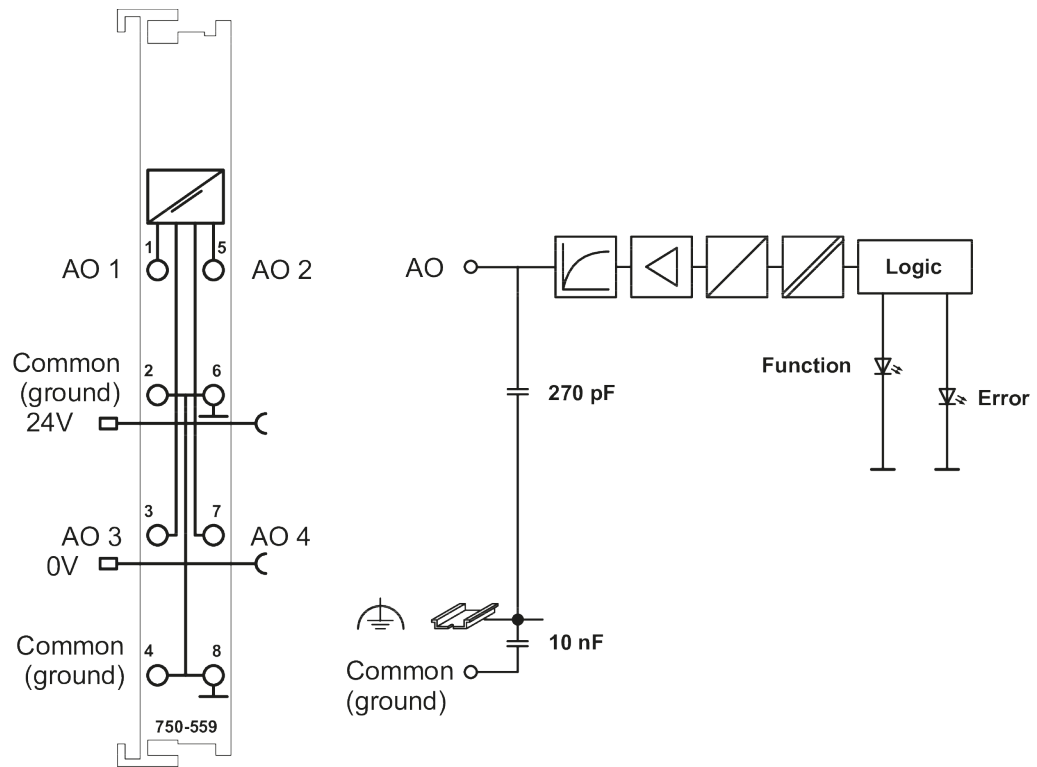 1
5
AO 1
AO 2
Common
(ground)
2
6
24V
3
7
AO 3
AO 4
0V
Common
(ground)
4
8
750-559
AO
Logic
Function
Error
270 pF
10 nF
Common
(ground)